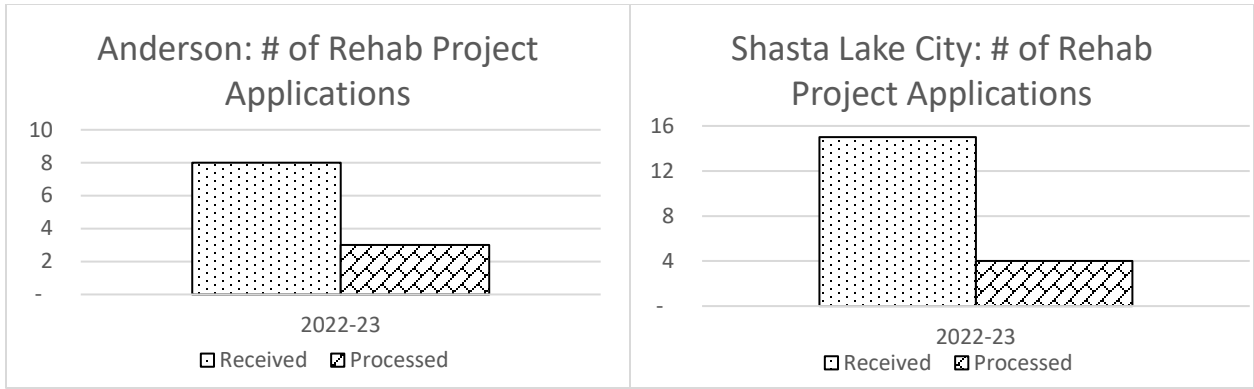 Anderson: # of Rehab Project
Applications
10
8
6
4
2
-
2022-23
Received Processed
Shasta Lake City: # of Rehab
Project Applications
16
12
8
4
-
2022-23
Received Processed